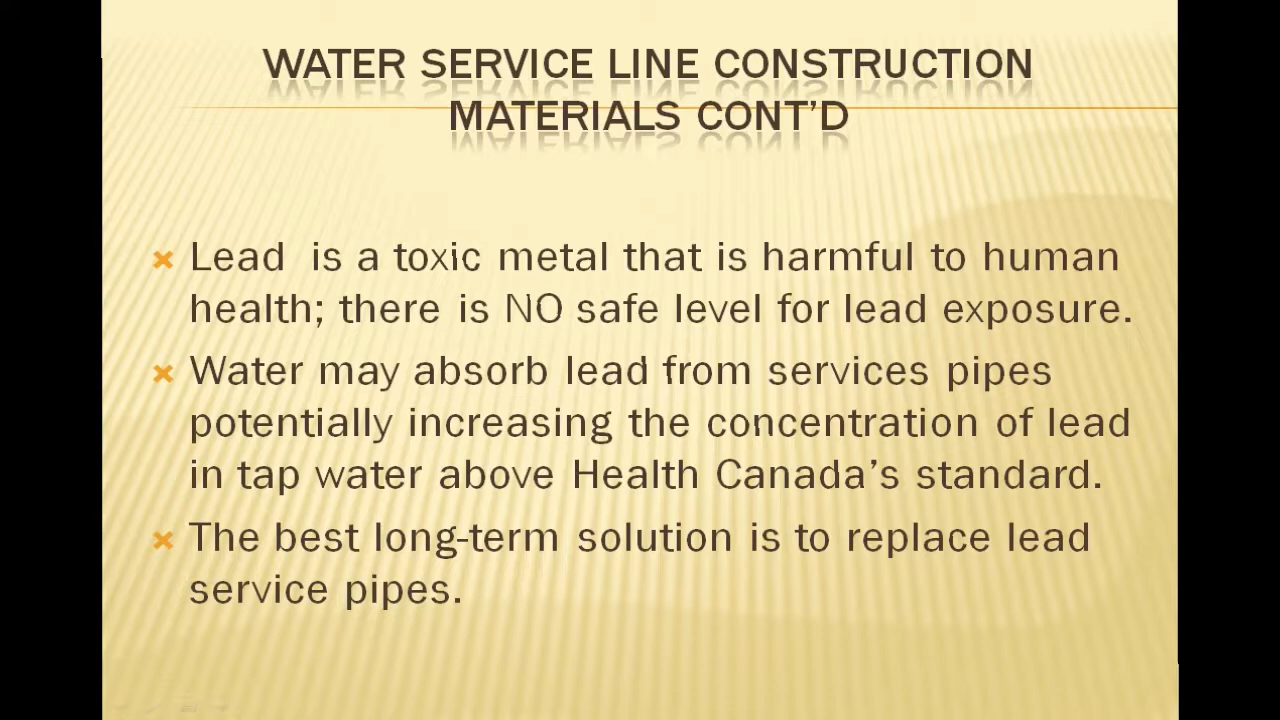 WATER SERVICE LINE CONSTRUCTION
MATERIALS CONT’D
Lead is a toxic metal that is harmful to human
health; there is NO safe level for lead exposure.
Water may absorb lead from services pipes
potentially increasing the concentration of lead
in tap water above Health Canada’s standard.
The best long-term solution is to replace lead
service pipes.